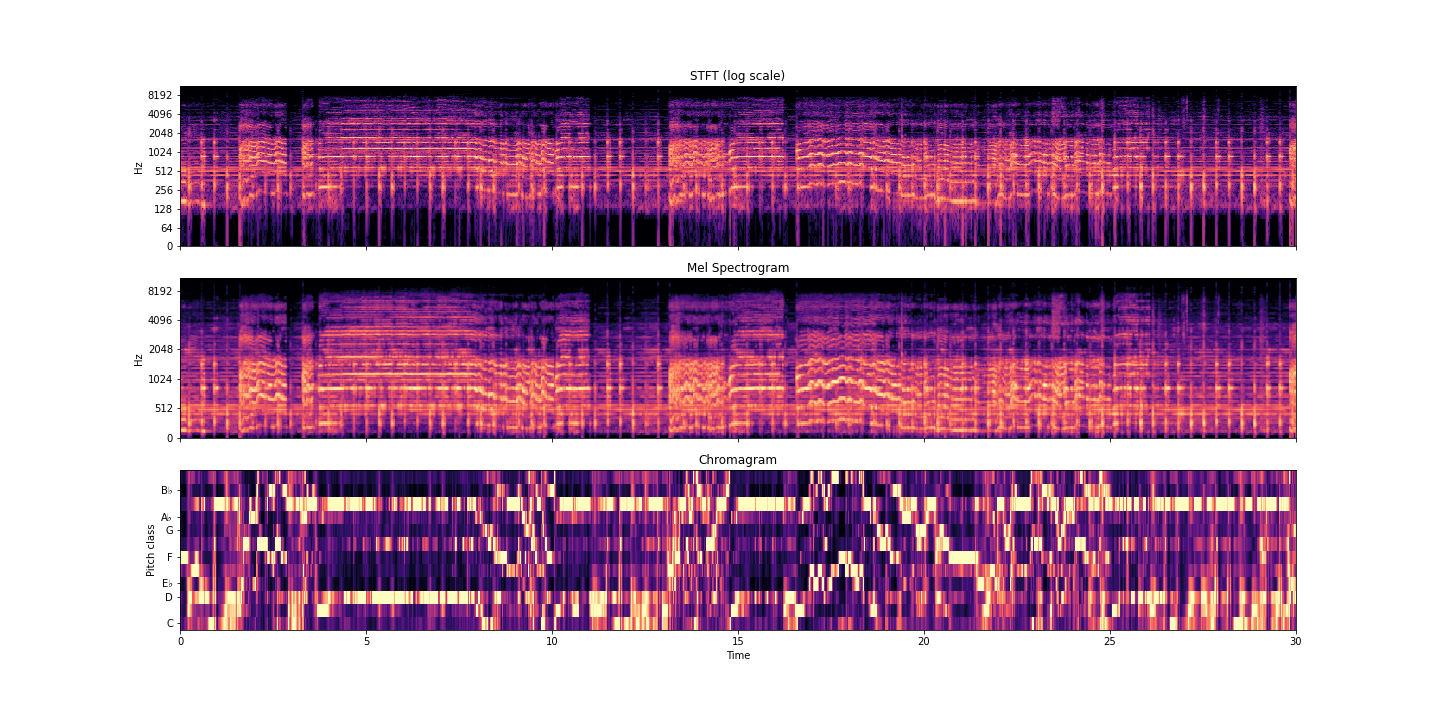 STFT (log scale)
8192
4096
2048
1024
512
256
128
64
0
Hz
Mel Spectrogram
8192
4096
2048
1024
512
0
Hz
Chromagram
B♭
A♭
G
F
E♭
D
C
Pitch class
0 5 10 15 20 25 30
Time